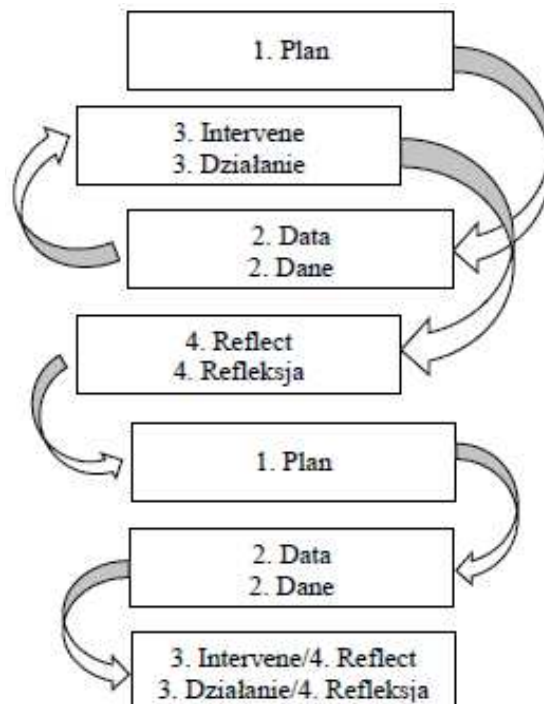 1. Plan
3. Intervene
3. Działanie
2. Data
2. Dane
4. Reflect
4. Refleksja
1. Plan
2. Data
2. Dane
3. Intervene/4. Reflect
3. Działanie/4. Refleksja